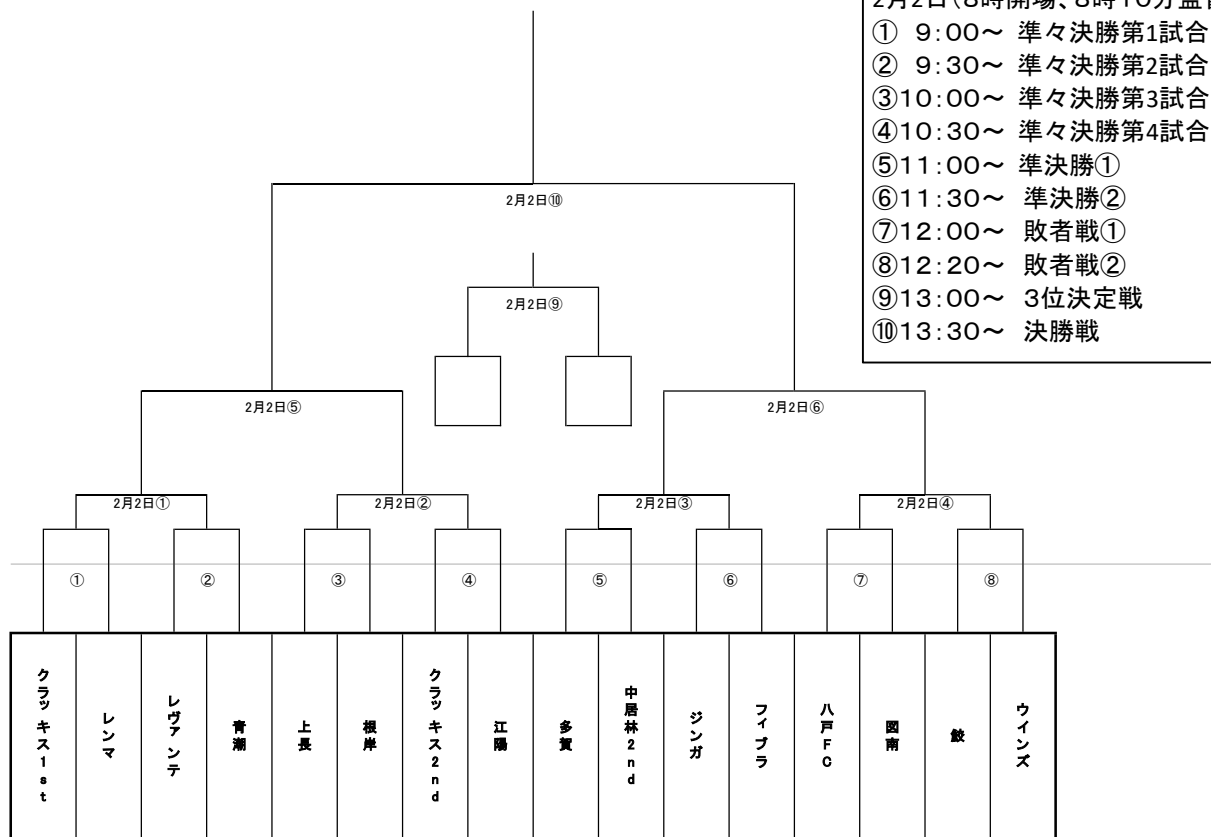 2月2日(8時開場、8時10分監
① 9:00～ 準々決勝第1試合
② 9:30～ 準々決勝第2試合
③10:00～ 準々決勝第3試合
④10:30～ 準々決勝第4試合
⑤11:00～ 準決勝①
⑥11:30～ 準決勝②
⑦12:00～ 敗者戦①
⑧12:20～ 敗者戦②
⑨13:00～ 3位決定戦
⑩13:30～ 決勝戦
2月2日⑩
2月2日⑨
2月2日⑤
2月2日⑥
2月2日①
2月2日②
2月2日③
2月2日④
①
②
③
④
⑤
⑥
⑦
⑧
クラッキス1st
レンマ
レヴァンテ
青潮
上長
根岸
クラッキス2nd
江陽
多賀
中居林2nd
ジンガ
フィブラ
八戸FC
図南
鮫
ウインズ